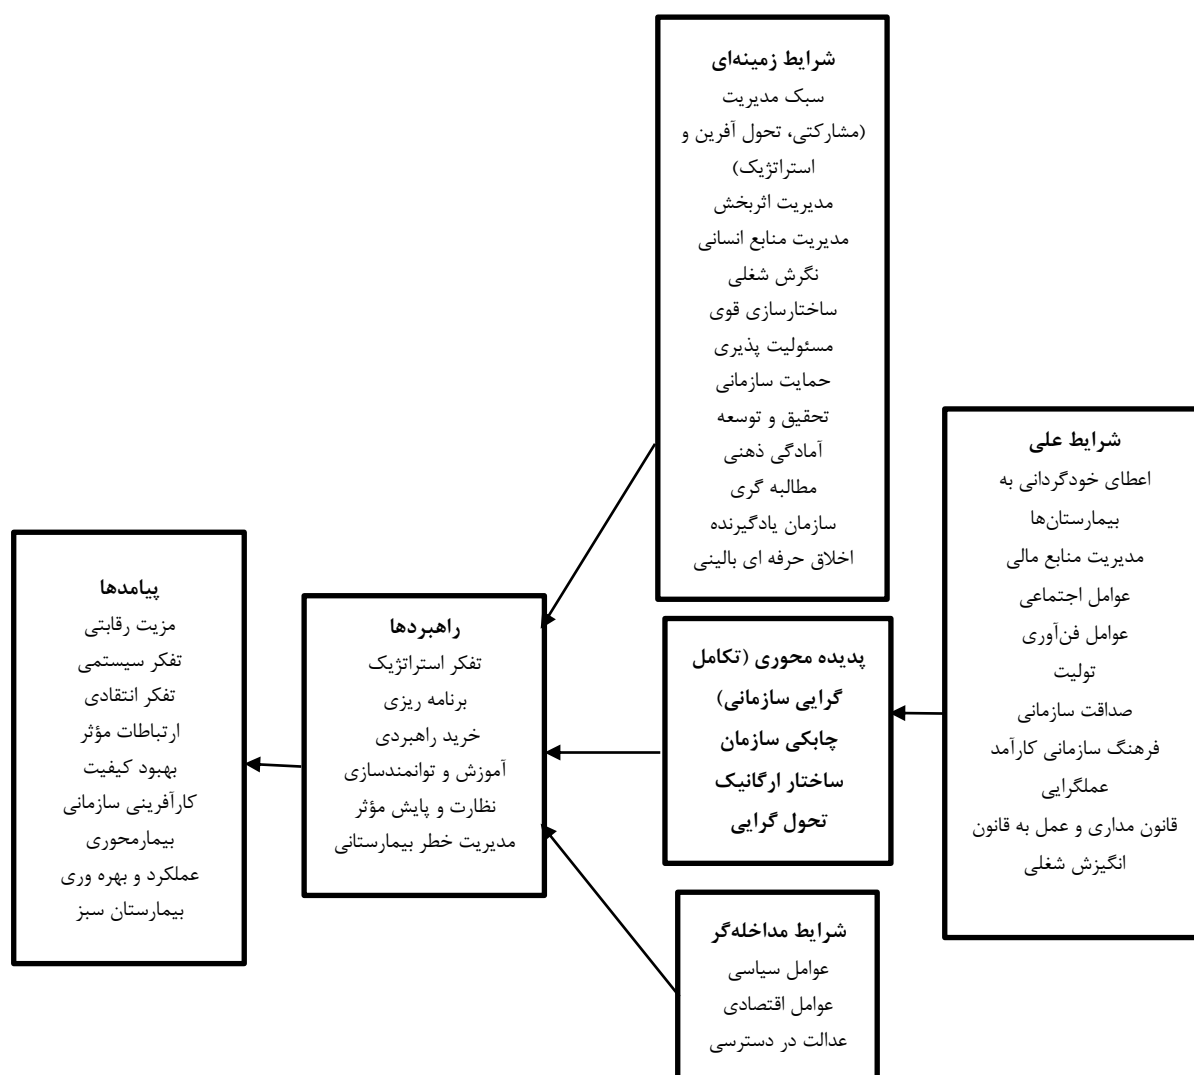 شرایط زمینه‌ای
سبک مدیریت
(مشارکتی، تحول آفرین و
استراتژیک)
مدیریت اثربخش
مدیریت منابع انسانی
نگرش شغلی
ساختارسازی قوی
مسئولیت پذیری
حمایت سازمانی
تحقیق و توسعه
آمادگی ذهنی
مطالبه گری
سازمان یادگیرنده
اخلاق حرفه ای بالینی
شرایط علی
اعطای خودگردانی به
بیمارستان‌ها
مدیریت منابع مالی
عوامل اجتماعی
عوامل فن‌آوری
تولیت
صداقت سازمانی
فرهنگ سازمانی کارآمد
عملگرایی
قانون مداری و عمل به قانون
انگیزش شغلی
پدیده محوری (تکامل
گرایی سازمانی)
چابکی سازمان
ساختار ارگانیک
تحول گرایی
شرایط مداخله‌گر
عوامل سیاسی
عوامل اقتصادی
عدالت در دسترسی
راهبردها
تفکر استراتژیک
برنامه ریزی
خرید راهبردی
آموزش و توانمندسازی
نظارت و پایش مؤثر
مدیریت خطر بیمارستانی
پیامدها
مزیت رقابتی
تفکر سیستمی
تفکر انتقادی
ارتباطات مؤثر
بهبود کیفیت
کارآفرینی سازمانی
بیمارمحوری
عملکرد و بهره وری
بیمارستان سبز